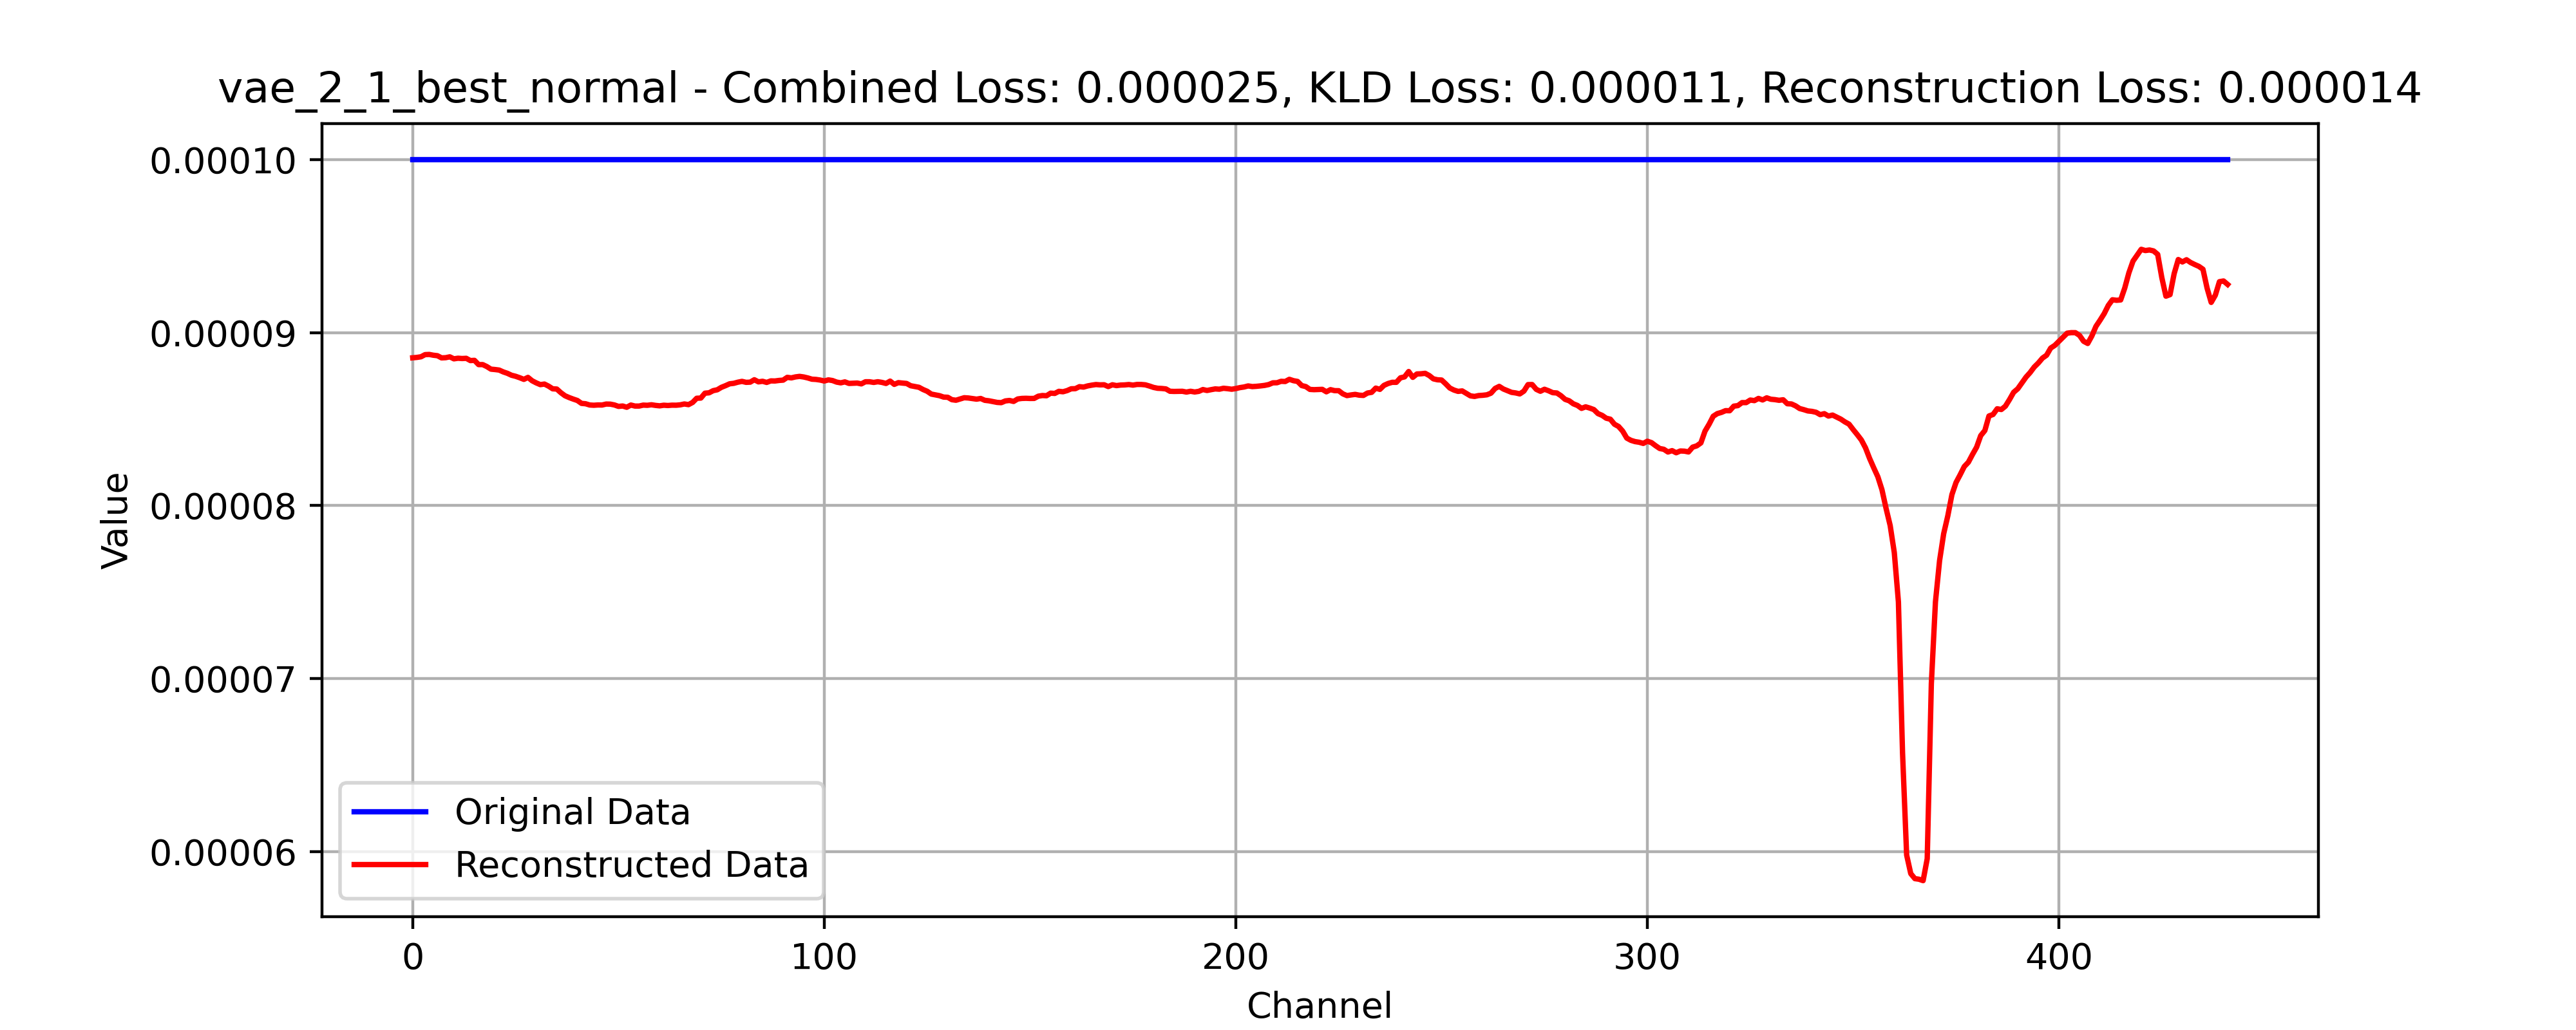 vae_2_1_best_normal - Combined Loss: 0.000025, KLD Loss: 0.000011, Reconstruction Loss: 0.000014
0.00010
0.00009
0.00008
0.00007
0.00006
Value
Original Data
Reconstructed Data
0 100 200 300 400
Channel